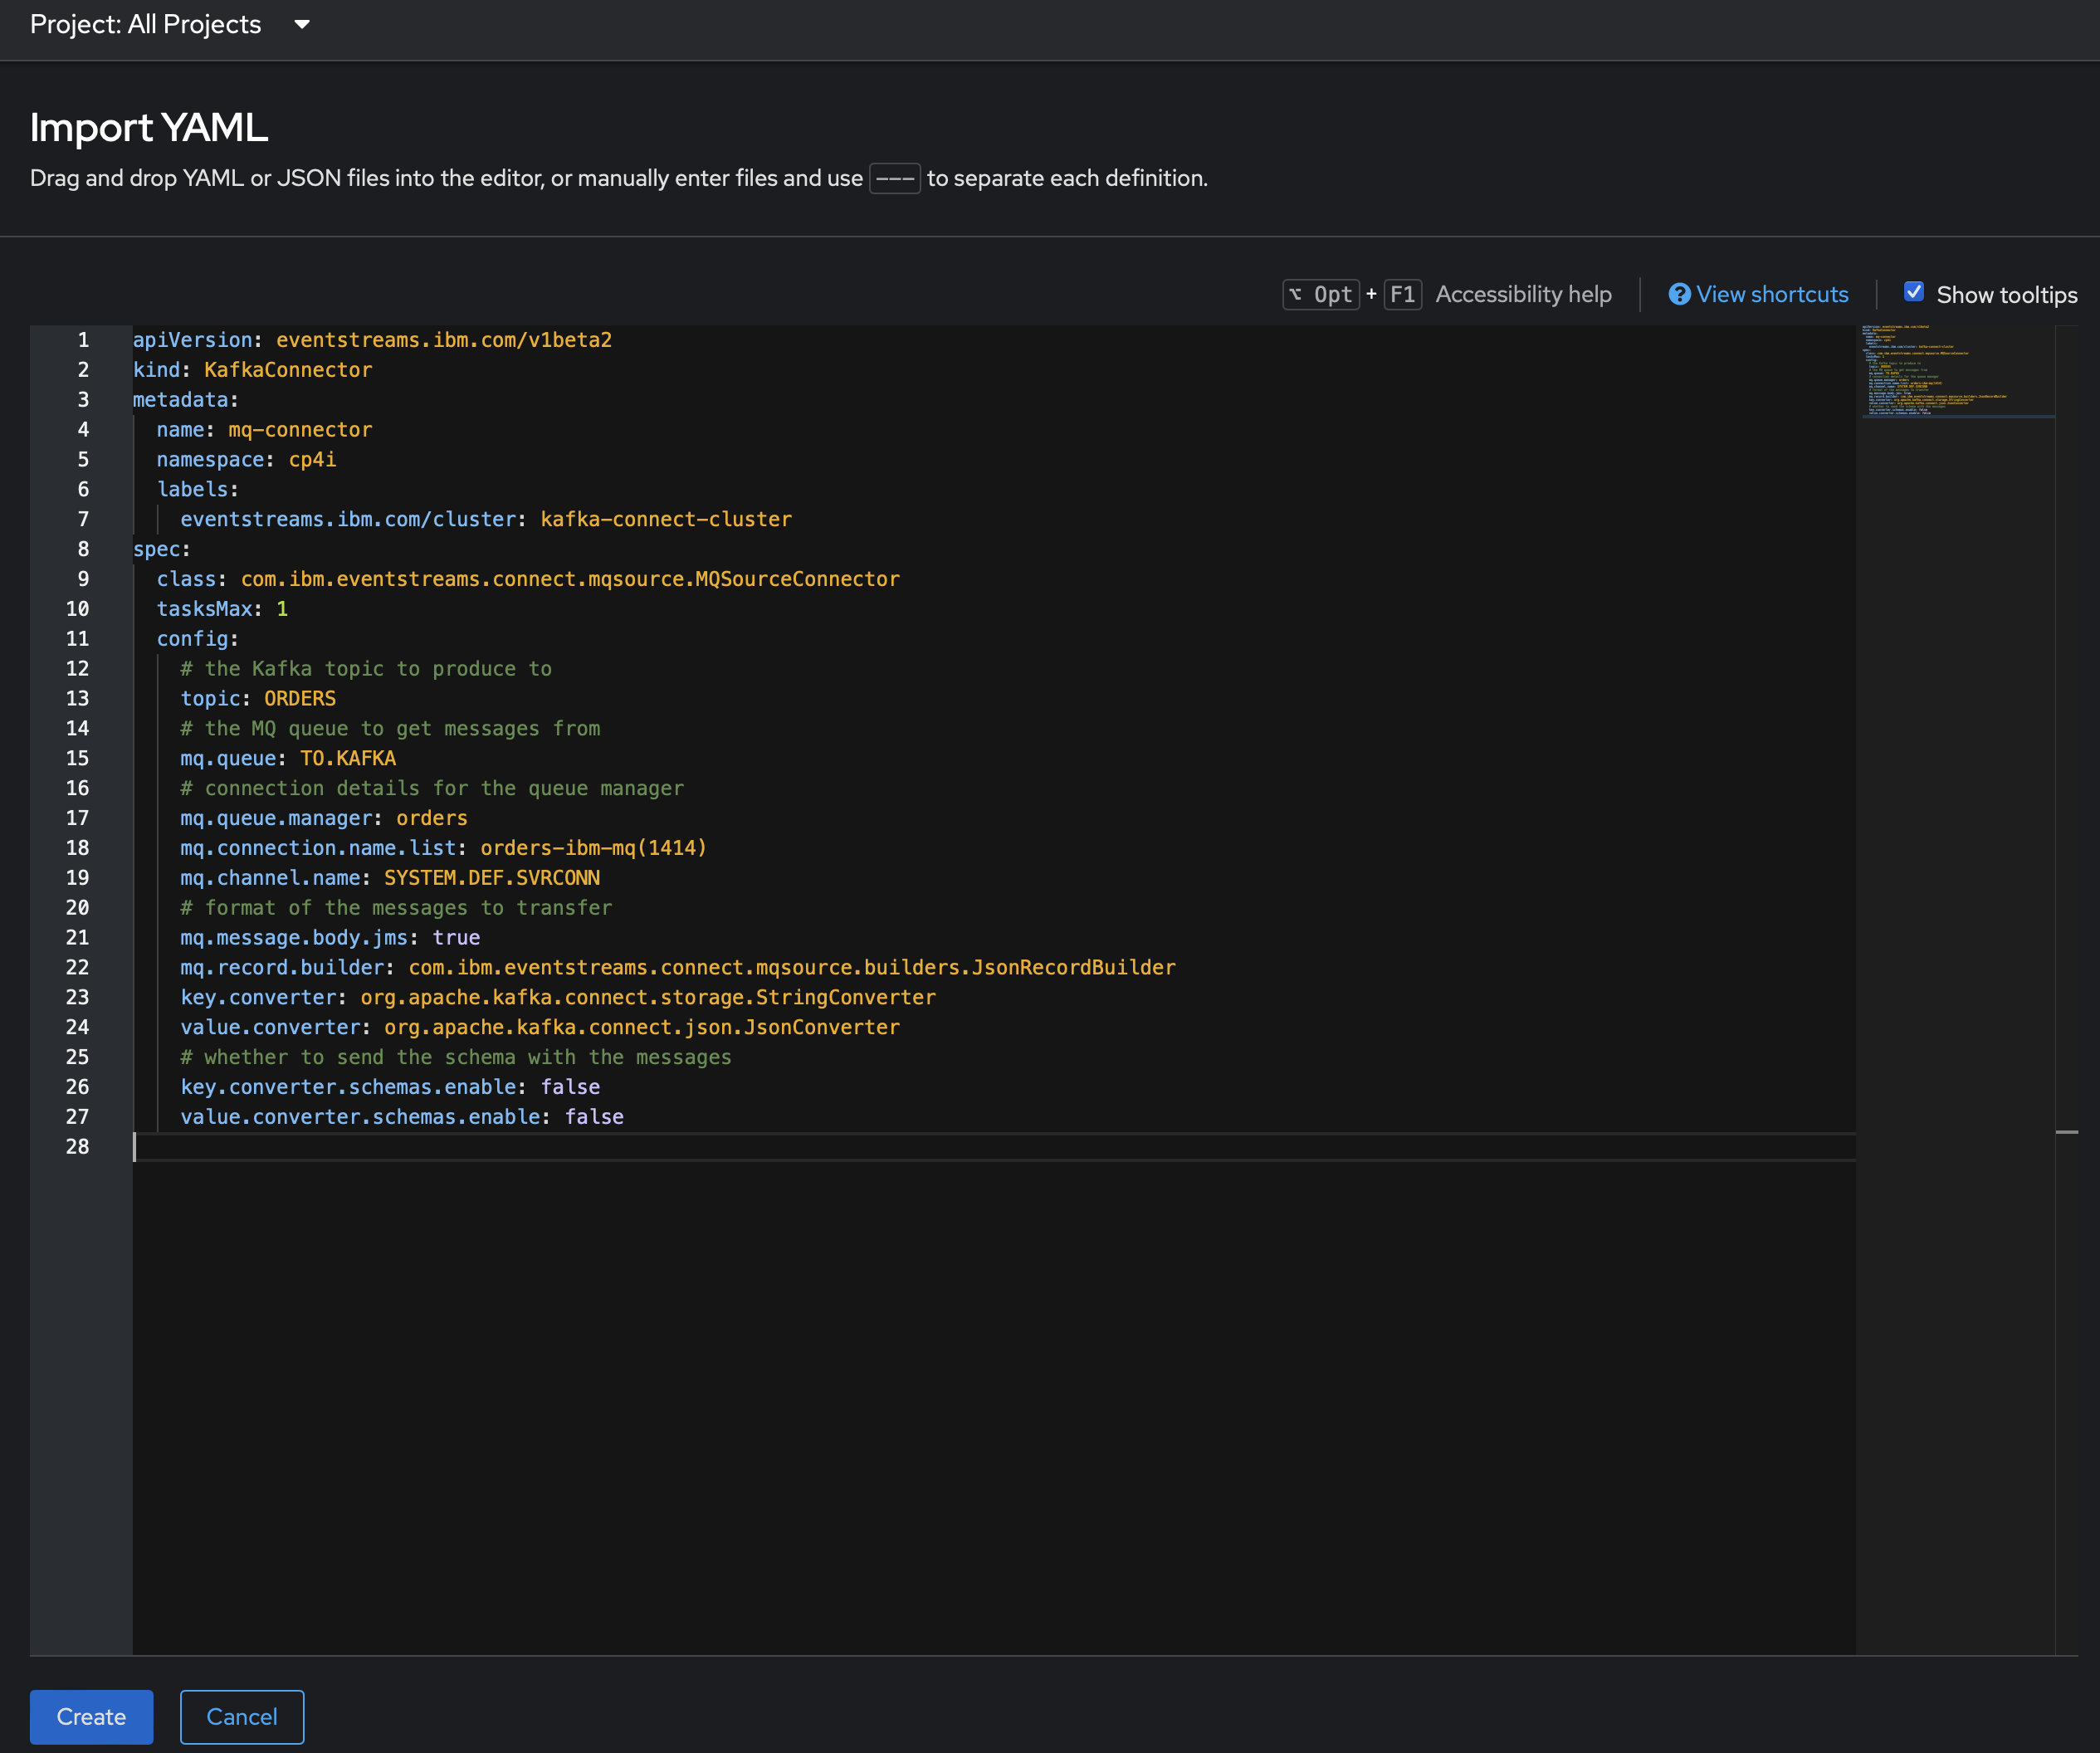 Project: All Projects
Import YAML
Drag and drop YAML or JSON files into the editor, or manually enter files and use --- to separate each definition.
⌥ Opt + F1 Accessibility help View shortcuts Show tooltips
1 apiVersion: eventstreams.ibm.com/v1beta2
2 kind: KafkaConnector
3 metadata:
4   name: mq-connector
5   namespace: cp4i
6   labels:
7     eventstreams.ibm.com/cluster: kafka-connect-cluster
8 spec:
9   class: com.ibm.eventstreams.connect.mqsource.MQSourceConnector
10   tasksMax: 1
11   config:
12     # the Kafka topic to produce to
13     topic: ORDERS
14     # the MQ queue to get messages from
15     mq.queue: TO.KAFKA
16     # connection details for the queue manager
17     mq.queue.manager: orders
18     mq.connection.name.list: orders-ibm-mq(1414)
19     mq.channel.name: SYSTEM.DEF.SVRCONN
20     # format of the messages to transfer
21     mq.message.body.jms: true
22     mq.record.builder: com.ibm.eventstreams.connect.mqsource.builders.JsonRecordBuilder
23     key.converter: org.apache.kafka.connect.storage.StringConverter
24     value.converter: org.apache.kafka.connect.json.JsonConverter
25     # whether to send the schema with the messages
26     key.converter.schemas.enable: false
27     value.converter.schemas.enable: false
28
Create Cancel